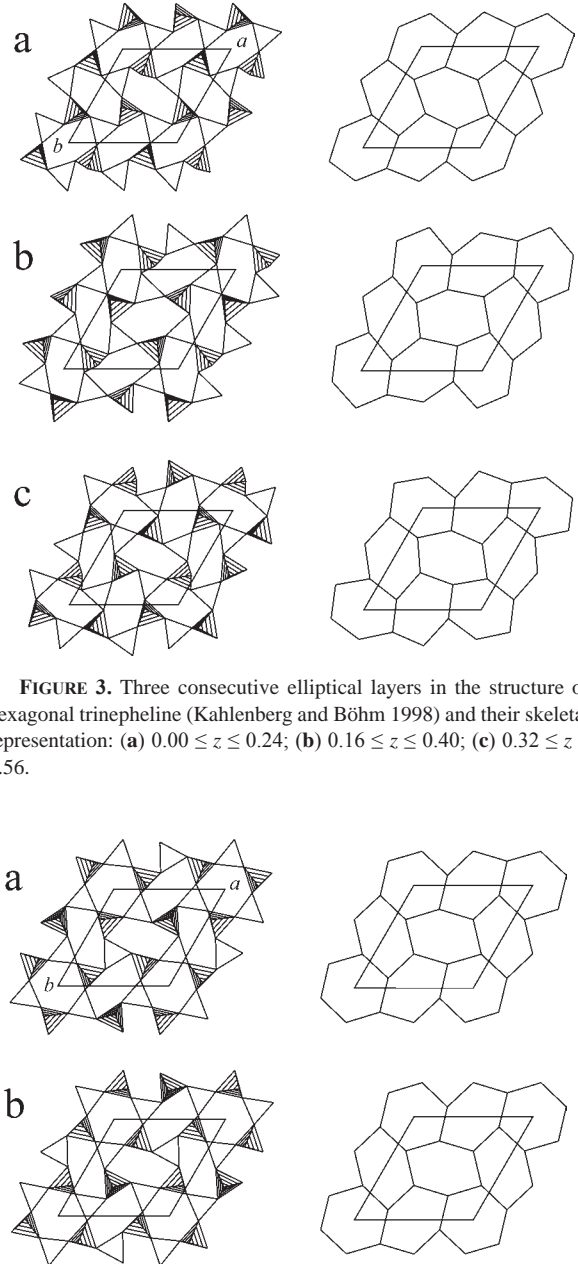 a
a
b
b
c
FIGURE 3. Three consecutive elliptical layers in the structure o
exagonal trinepheline (Kahlenberg and Böhm 1998) and their skeleta
epresentation: (a) 0.00 ≤ z ≤ 0.24; (b) 0.16 ≤ z ≤ 0.40; (c) 0.32 ≤ z
.56.
a
a
b
b